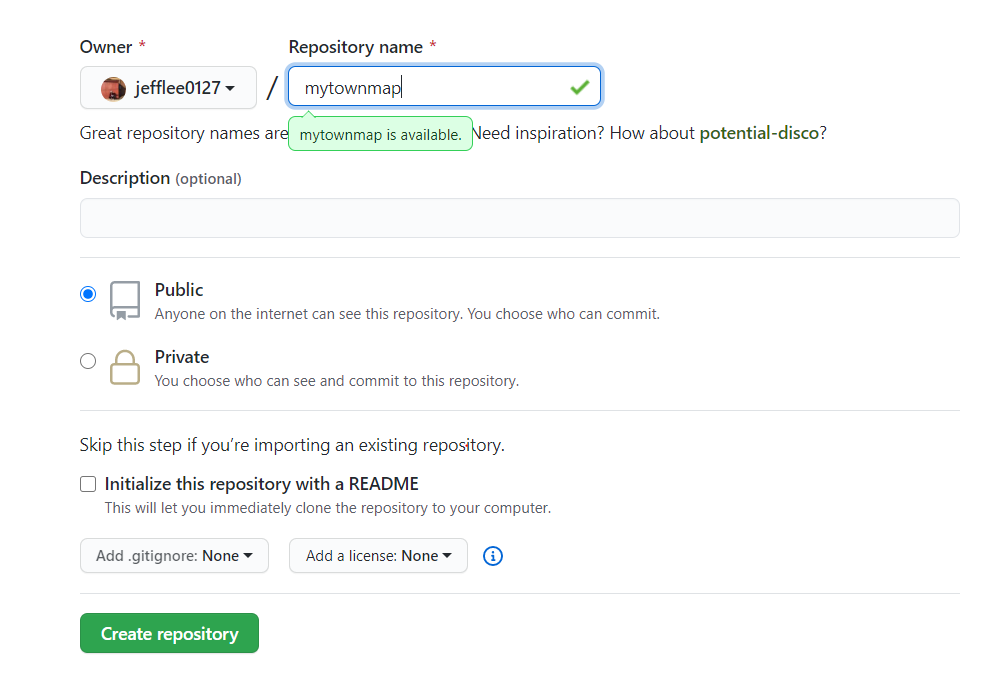 Owner *
Repository name *
jefflee0127
/
mytownmap
Great repository names are
mytownmap is available.
Need inspiration? How about potential-disco?
Description (optional)
Public
Anyone on the internet can see this repository. You choose who can commit.
Private
You choose who can see and commit to this repository.
Skip this step if you’re importing an existing repository.
Initialize this repository with a README
This will let you immediately clone the repository to your computer.
Add .gitignore: None
Add a license: None
Create repository